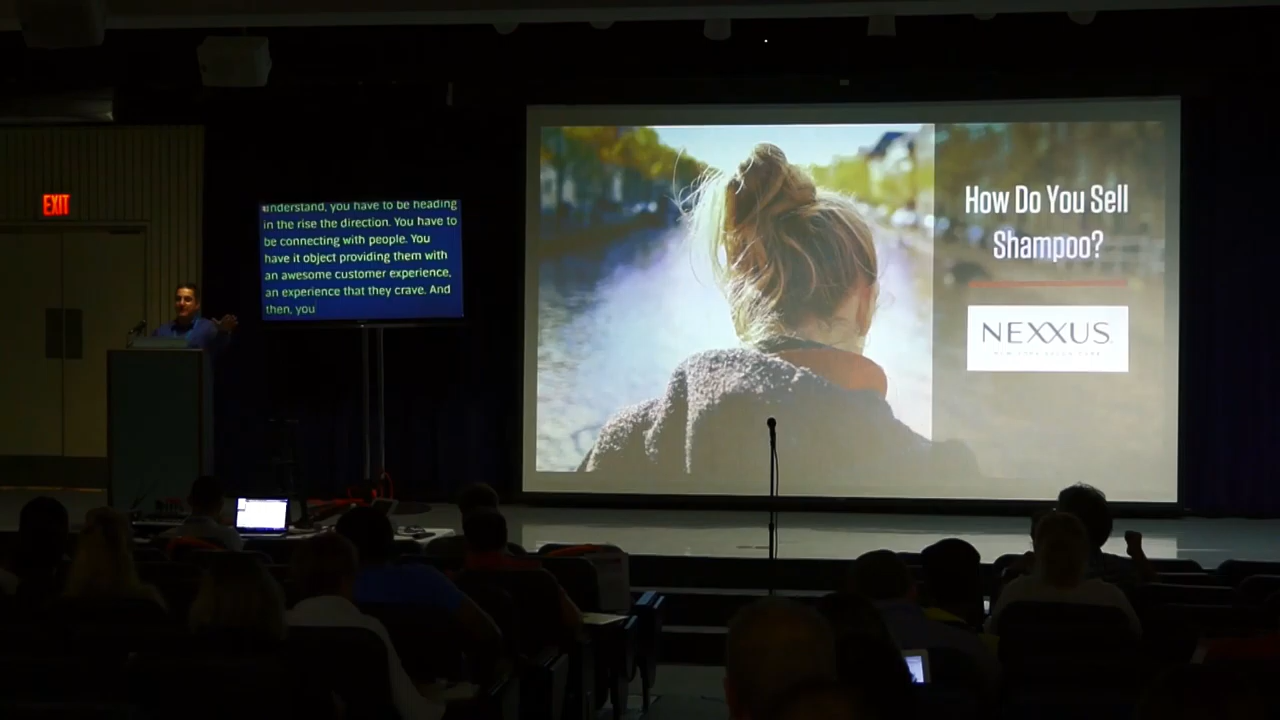 EXIT
understand, you have to be heading
in the rise the direction. You have to
be connecting with people. You
have it object providing them with
an awesome customer experience,
an experience that they crave. And
then, you
How Do You Sell
Shampoo?
NEXXUS